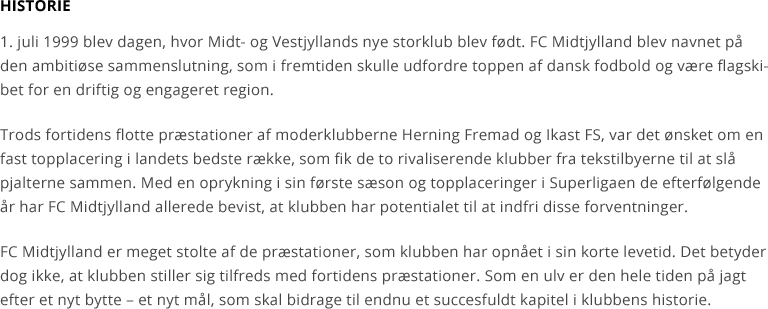 HISTORIE
1. juli 1999 blev dagen, hvor Midt- og Vestjyllands nye storklub blev født. FC Midtjylland blev navnet på
den ambitiøse sammenslutning, som i fremtiden skulle udfordre toppen af dansk fodbold og være flagski-
bet for en driftig og engageret region.
Trods fortidens flotte præstationer af moderklubberne Herning Fremad og Ikast FS, var det ønsket om en
fast topplacering i landets bedste række, som fik de to rivaliserende klubber fra tekstilbyerne til at slå
pjalterne sammen. Med en oprykning i sin første sæson og topplaceringer i Superligaen de efterfølgende
år har FC Midtjylland allerede bevist, at klubben har potentialet til at indfri disse forventninger.
FC Midtjylland er meget stolte af de præstationer, som klubben har opnået i sin korte levetid. Det betyder
dog ikke, at klubben stiller sig tilfreds med fortidens præstationer. Som en ulv er den hele tiden på jagt
efter et nyt bytte – et nyt mål, som skal bidrage til endnu et succesfuldt kapitel i klubbens historie.